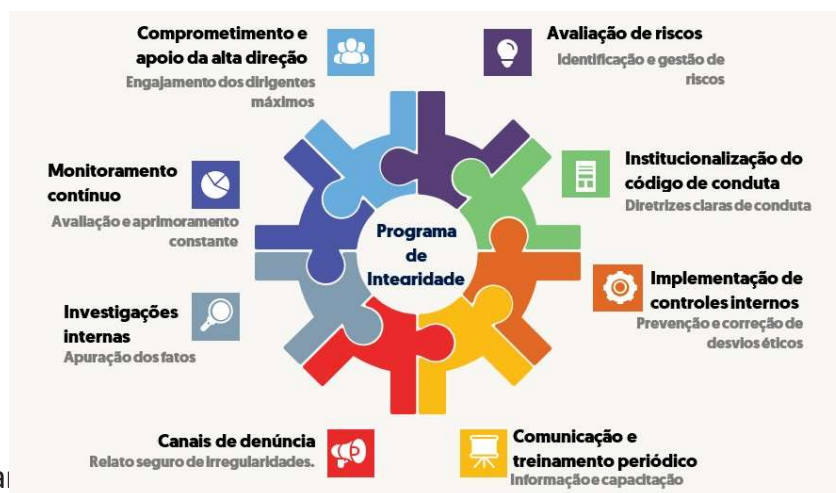 Comprometimento e
apoio da alta direção
Engajamento dos dirigentes
máximos
Avaliação de riscos
Identificação e gestão de
riscos
Institucionalização do
código de conduta
Diretrizes claras de conduta
Implementação de
controles internos
Prevenção e correção de
desvios éticos
Comunicação e
treinamento periódico
Informação e capacitação
Canais de denúncia
Relato seguro de irregularidades.
Investigações
internas
Apuração dos fatos
Monitoramento
contínuo
Avaliação e aprimoramento
constante
Programa
de
Integridade